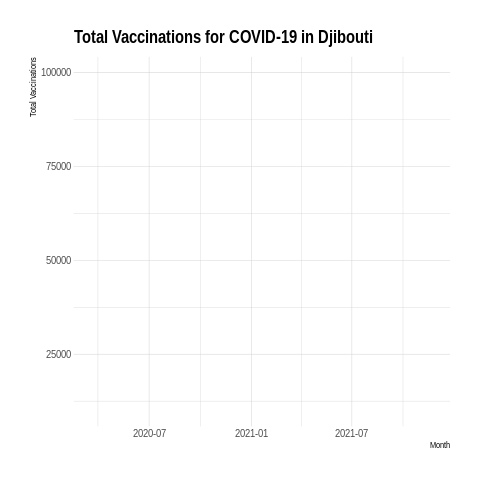 Total Vaccinations for COVID-19 in Djibouti
Total Vaccinations
100000
75000
50000
25000
2020-07 2021-01 2021-07
Month